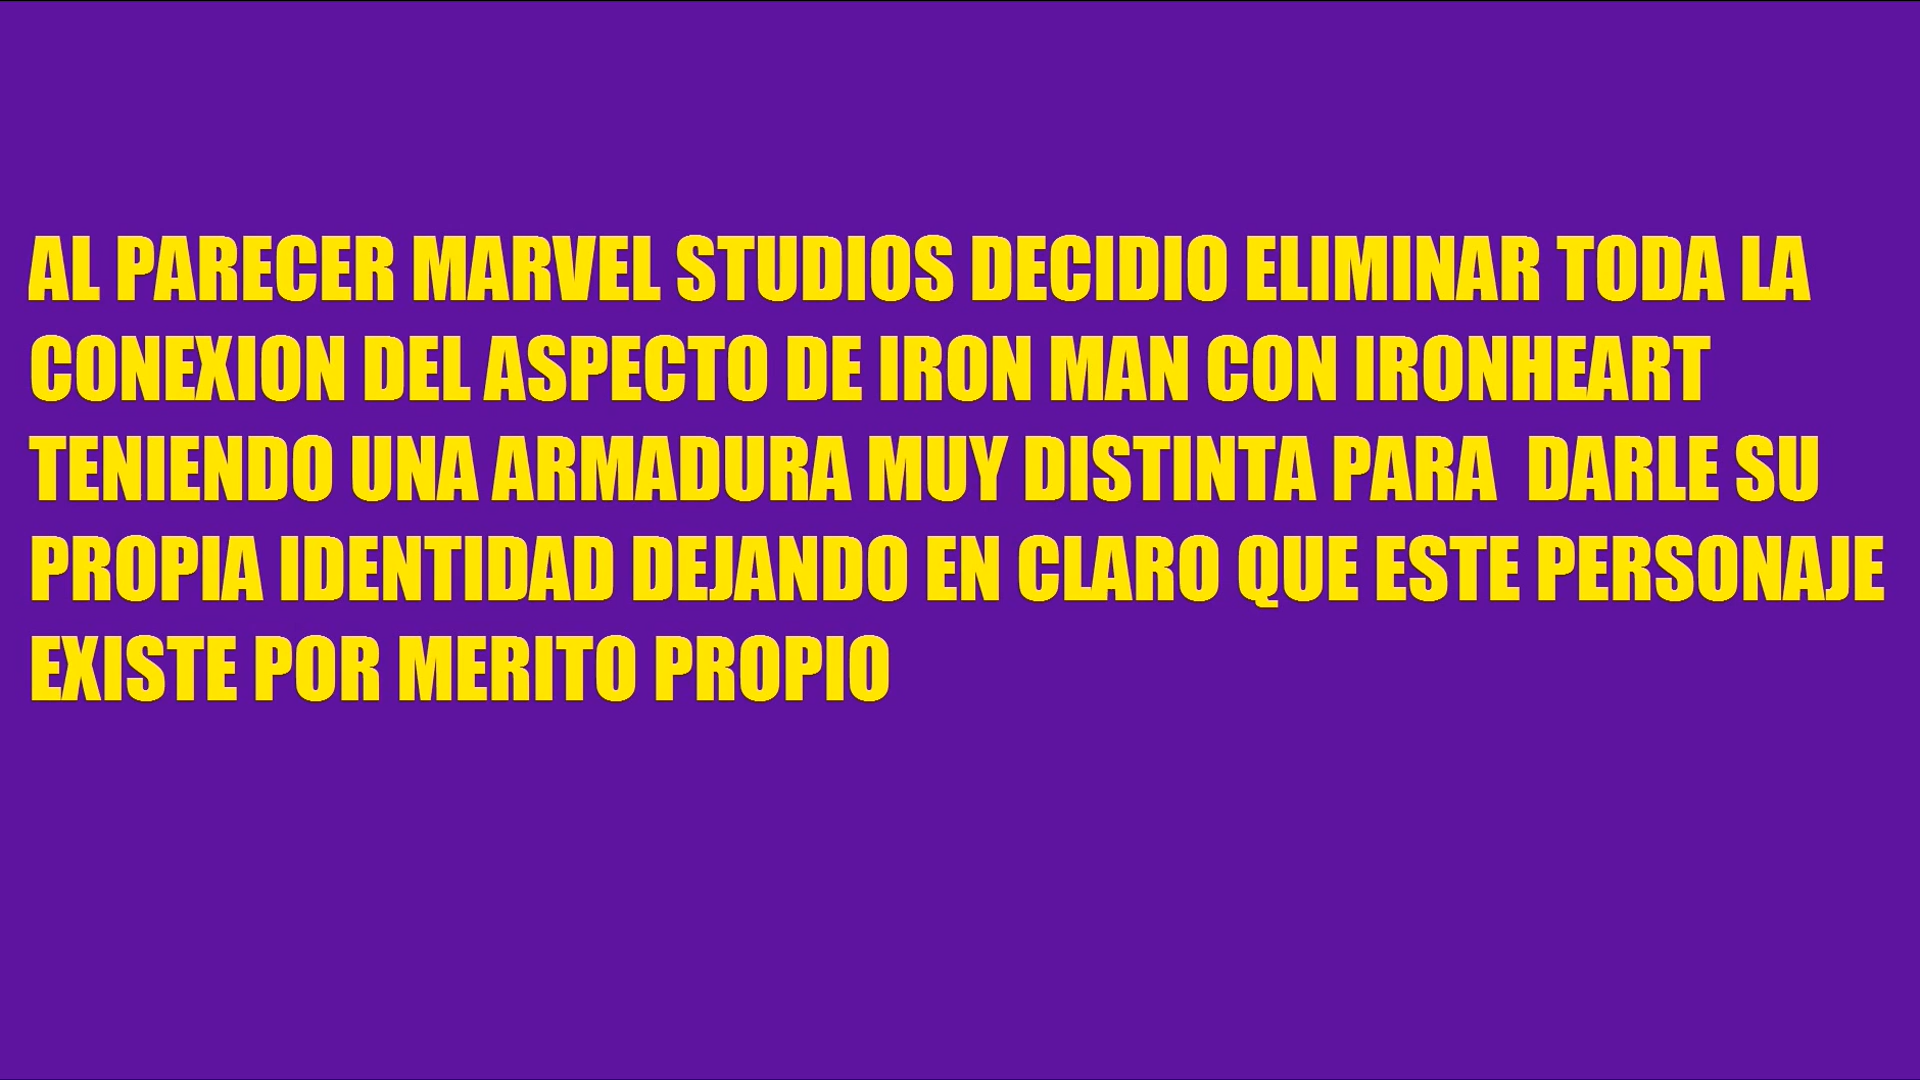 AL PARECER MARVEL STUDIOS DECIDIO ELIMINAR TODA LA
CONEXION DEL ASPECTO DE IRON MAN CON IRONHEART
TENIENDO UNA ARMADURA MUY DISTINTA PARA  DARLE SU
PROPIA IDENTIDAD DEJANDO EN CLARO QUE ESTE PERSONAJE
EXISTE POR MERITO PROPIO